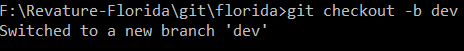 F:\Revature-Florida\git\florida>git checkout -b dev
Switched to a new branch 'dev'